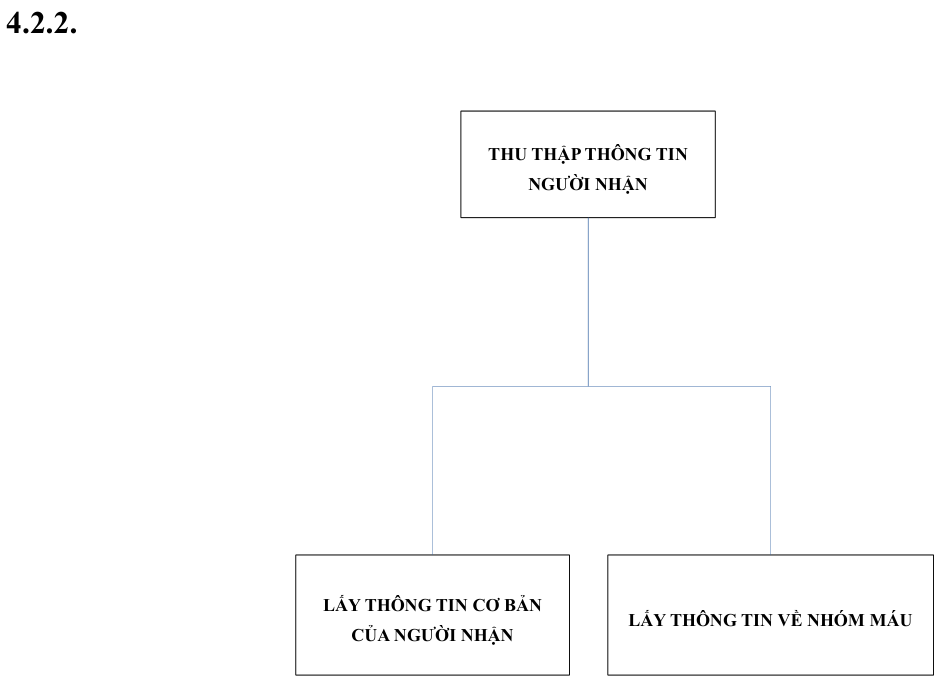 4.2.2.
THU THẬP THÔNG TIN
NGƯỜI NHẬN
LẤY THÔNG TIN CƠ BẢN
CỦA NGƯỜI NHẬN
LẤY THÔNG TIN VỀ NHÓM MÁU